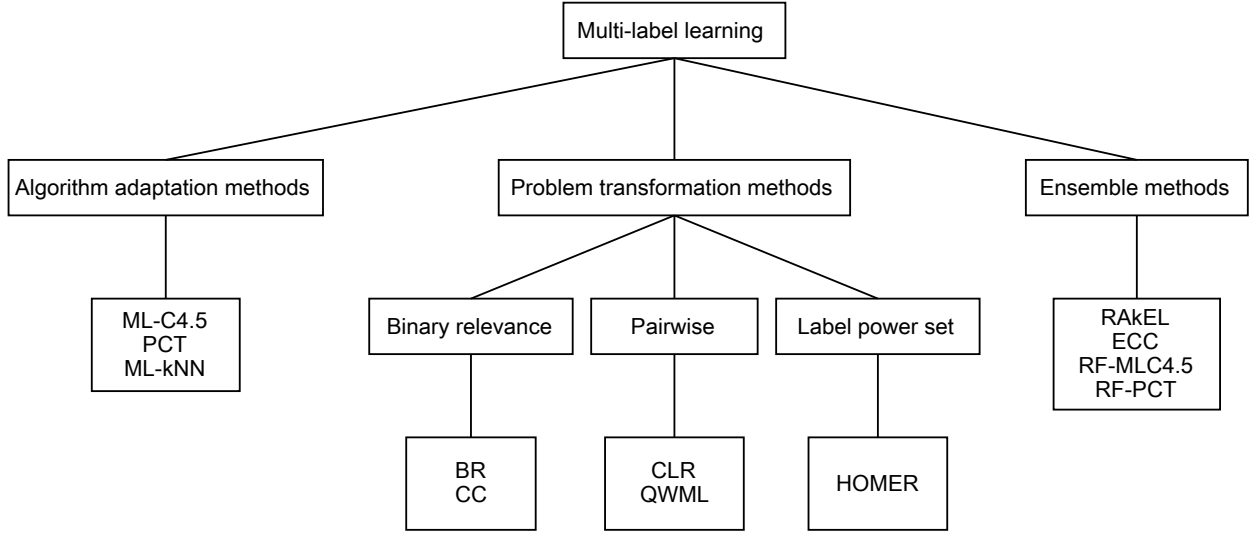 Multi-label learning
Algorithm adaptation methods
Problem transformation methods
Ensemble methods
ML-C4.5
PCT
ML-kNN
Binary relevance
Pairwise
Label power set
RAkEL
ECC
RF-MLC4.5
RF-PCT
BR
CC
CLR
QWML
HOMER